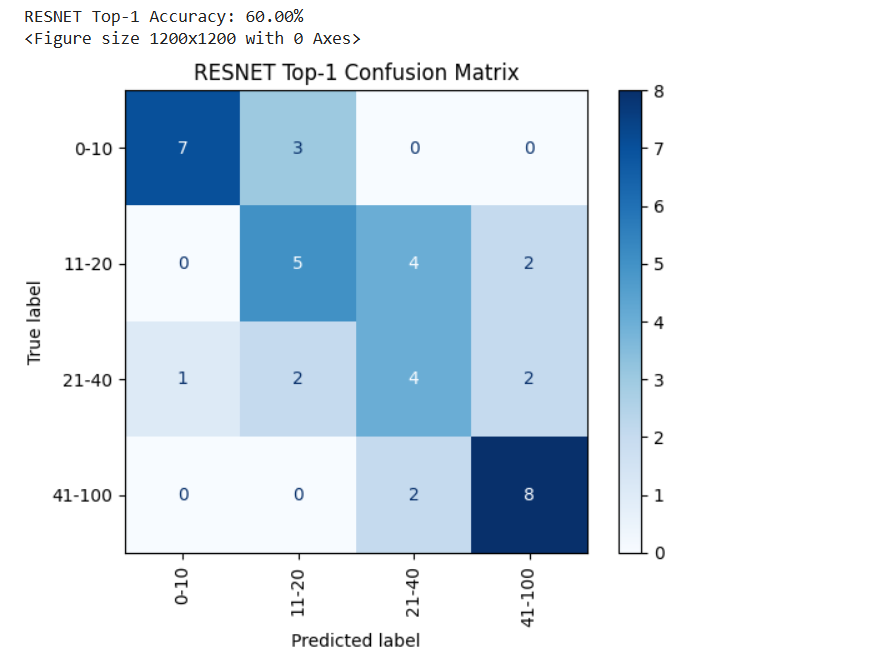 RESNET Top-1 Accuracy: 60.00%
<Figure size 1200x1200 with 0 Axes>
RESNET Top-1 Confusion Matrix
True label
0-10 7 3 0 0
11-20 0 5 4 2
21-40 1 2 4 2
41-100 0 0 2 8
0-10 11-20 21-40 41-100
Predicted label
8
7
6
5
4
3
2
1
0